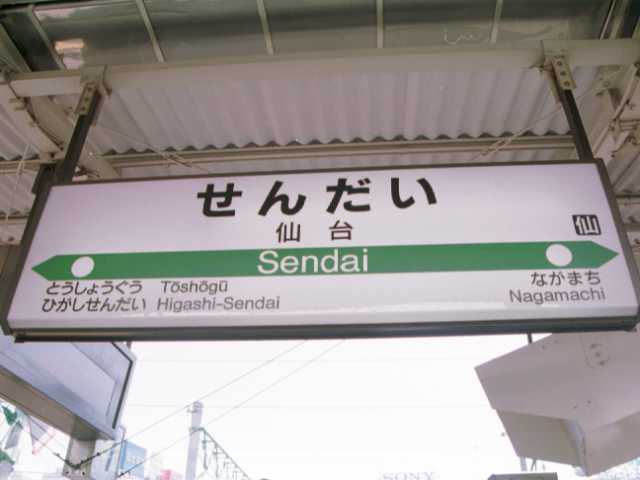 せんだい
仙台
仙
Sendai
とうしょうぐう Tōshōgū
ひがしせんだい Higashi-Sendai
ながまち
Nagamachi
SONY